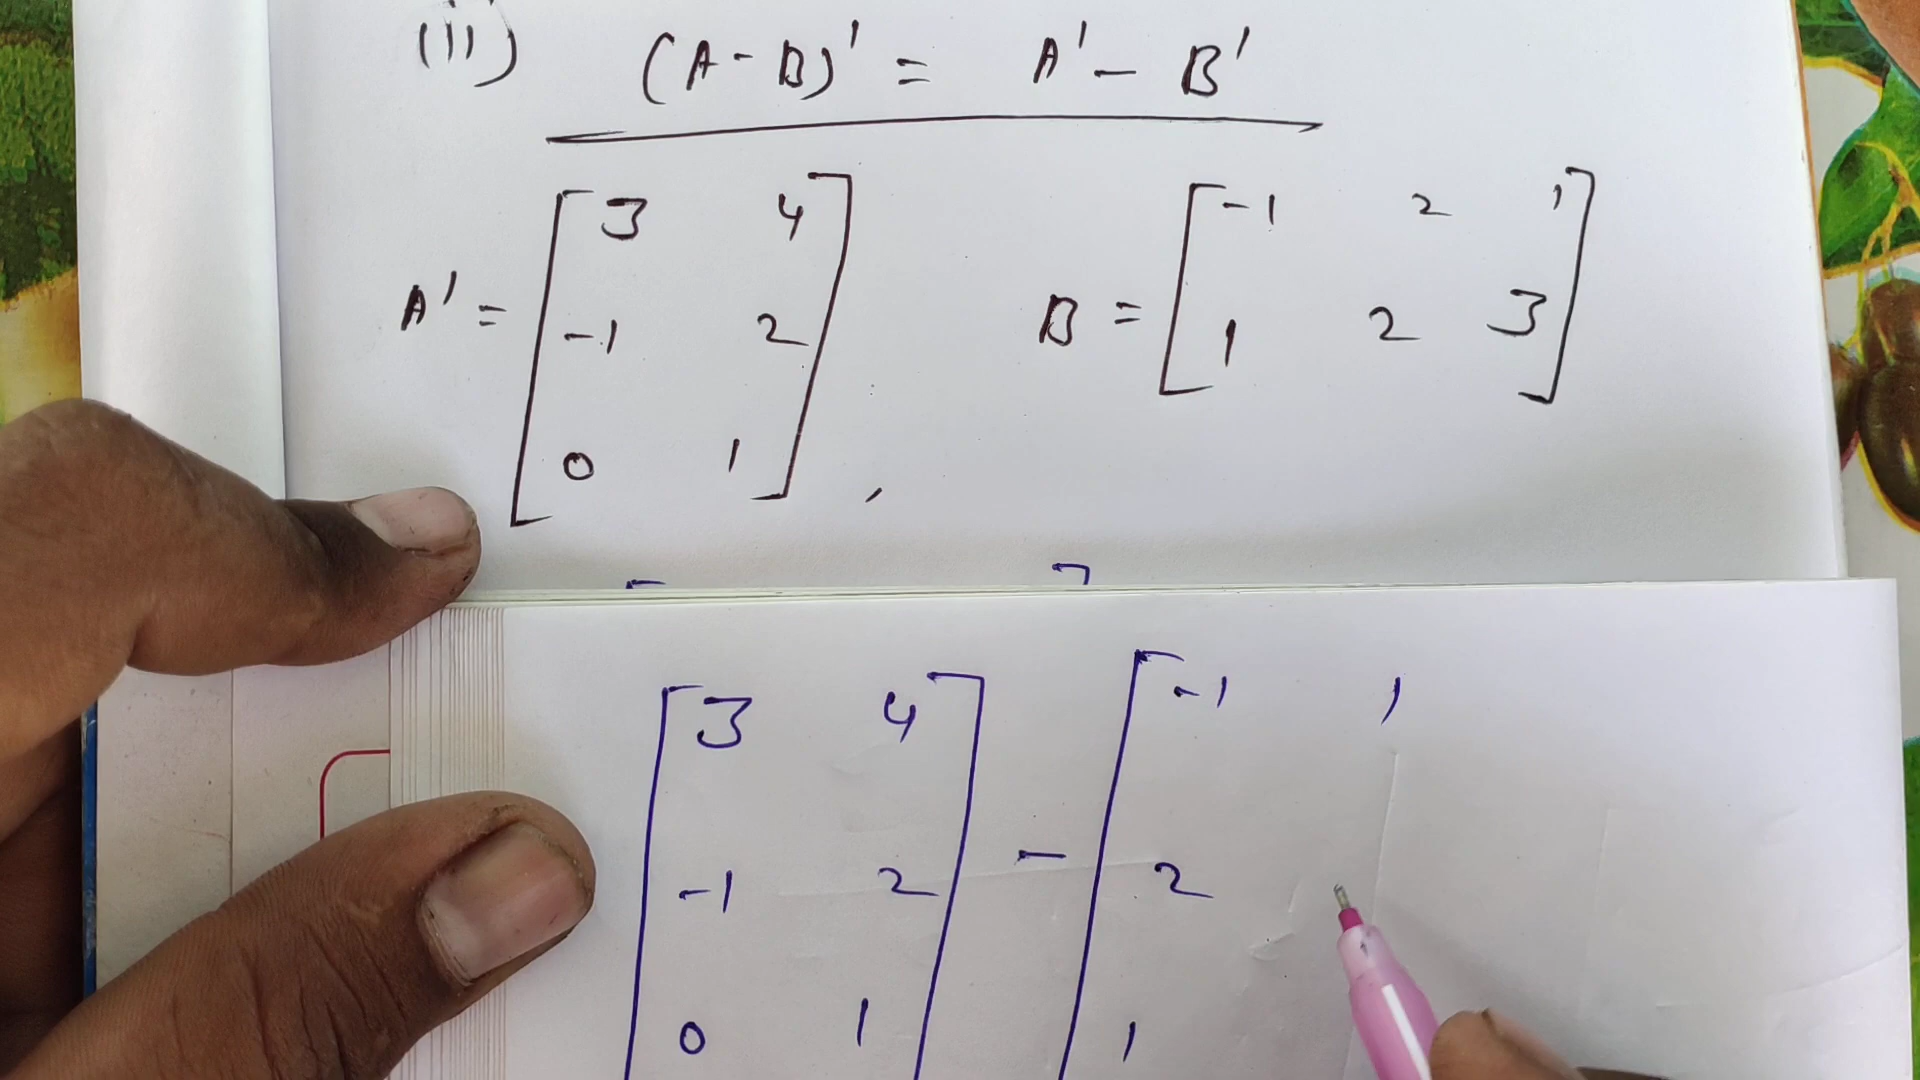 (ii) (A - B)' = A' - B'
3 4 -1 2 1
A' = -1 2 B = 1 2 3
0 1 ,
3 4 -1 1
-1 2 - 2
0 1 1